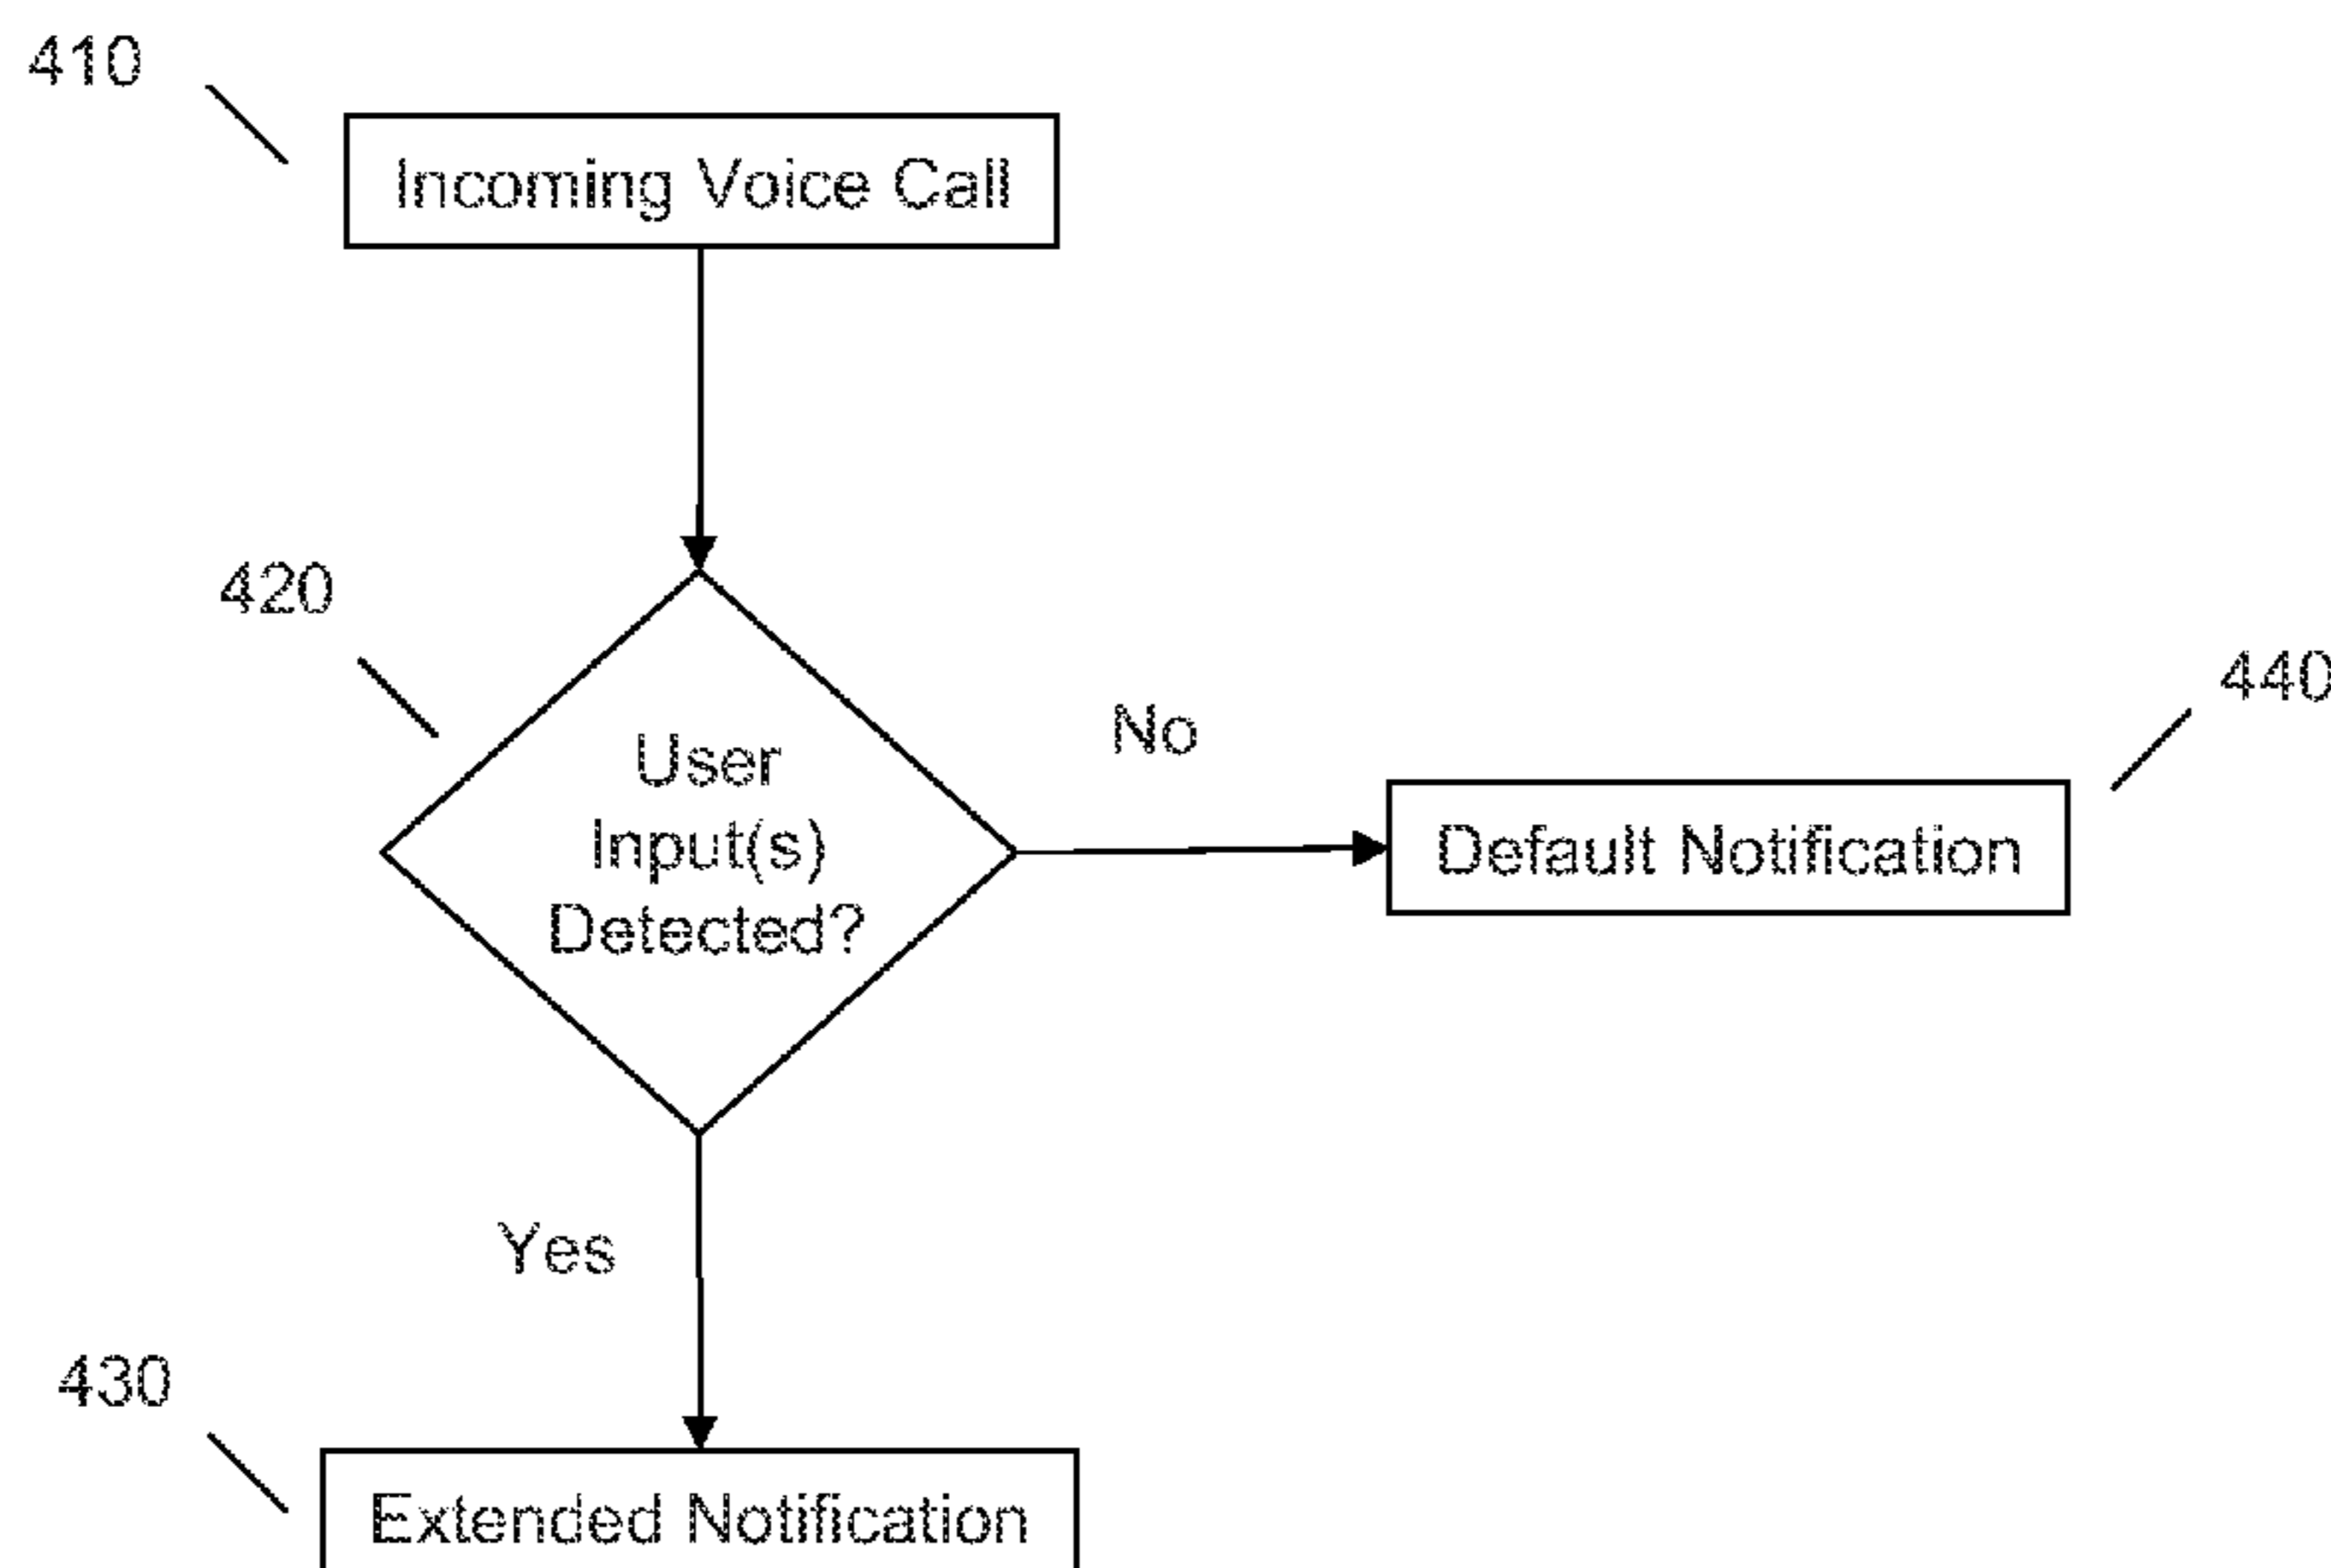 410
Incoming Voice Call
420
User
Input(s)
Detected?
No
440
Default Notification
Yes
430
Extended Notification